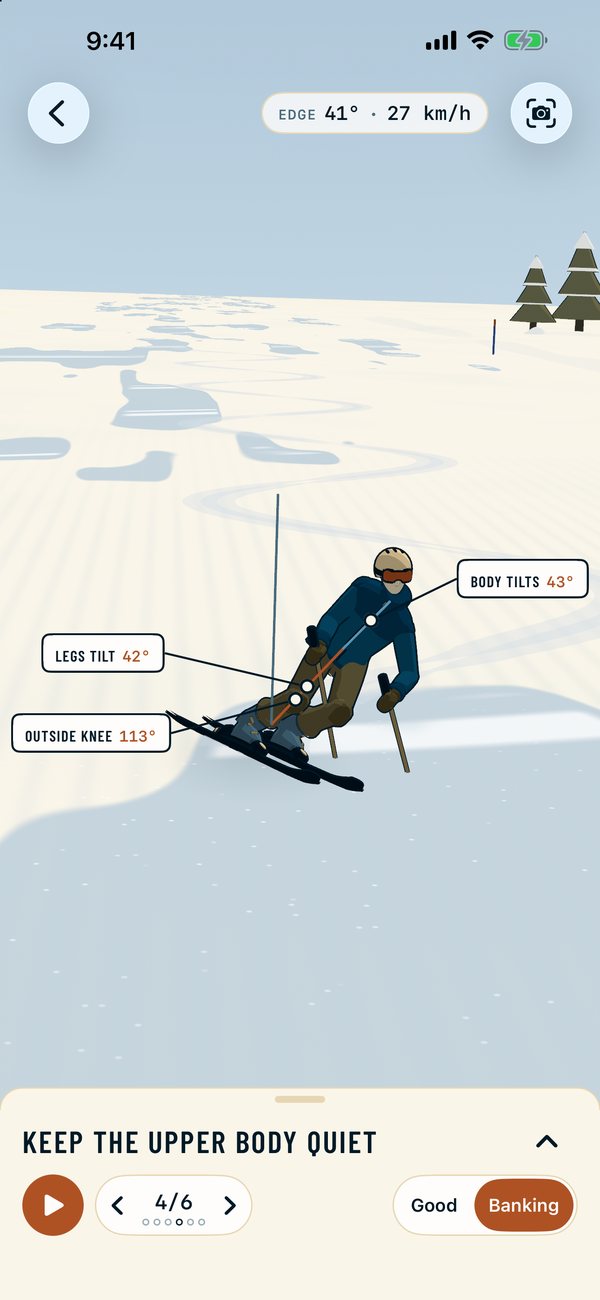 9:41
EDGE 41° · 27 km/h
BODY TILTS 43°
LEGS TILT 42°
OUTSIDE KNEE 113°
KEEP THE UPPER BODY QUIET
4/6
Good
Banking